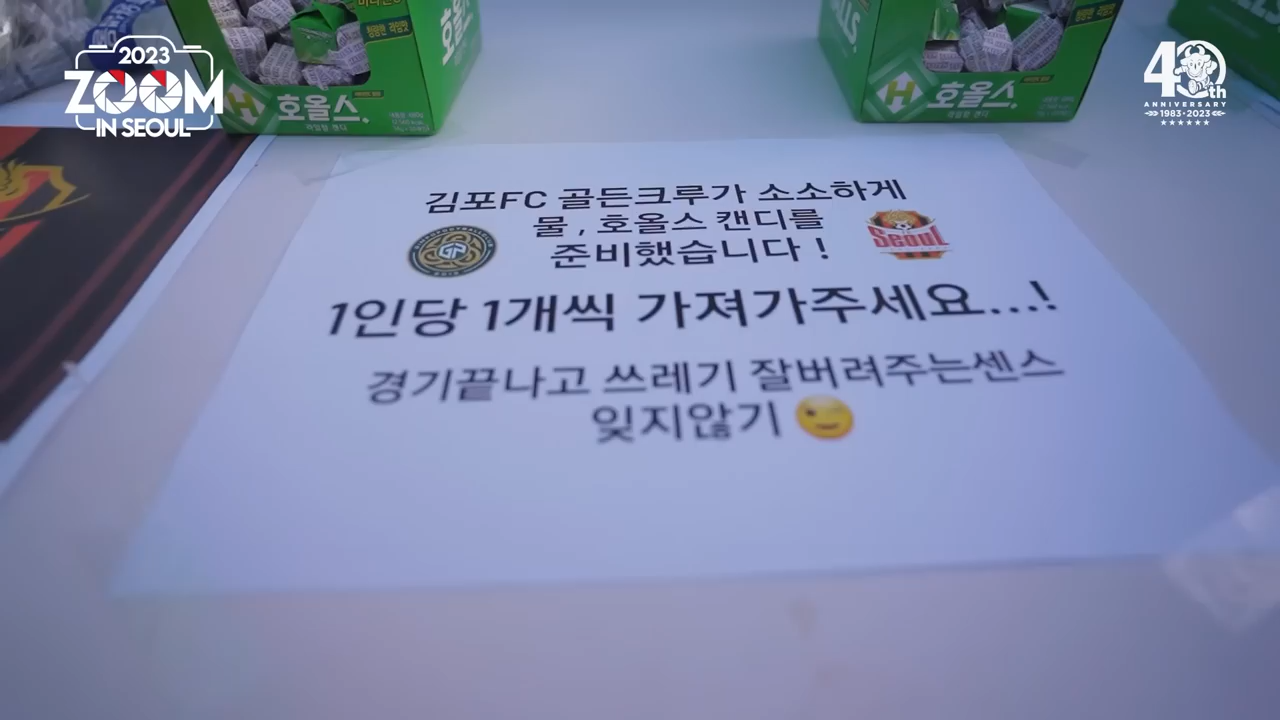 2023
ZOOM
IN SEOUL
40th
ANNIVERSARY
1983-2023
호올스
호올스
김포FC 골든크루가 소소하게
물 , 호올스 캔디를
준비했습니다 !
Seoul
1인당 1개씩 가져가주세요...!
경기끝나고 쓰레기 잘버려주는센스
잊지않기 😉